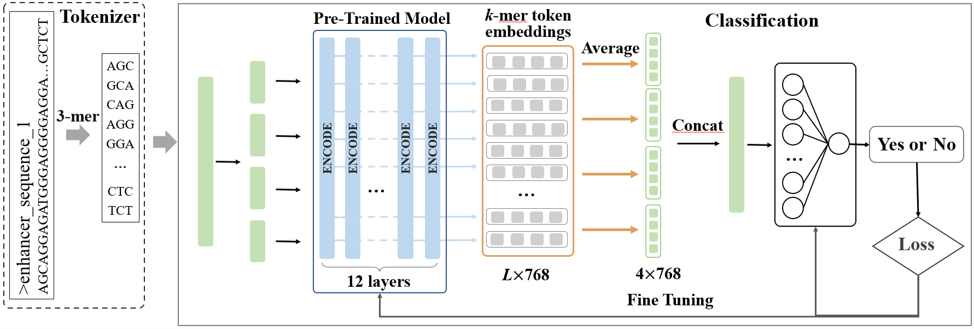 Tokenizer
>enhancer_sequence_1
AGCAGGAGATGGGAGGGGAGGA...GCTCT
3-mer
AGC
GCA
CAG
AGG
GGA
...
CTC
TCT
Pre-Trained Model
ENCODE
ENCODE
...
ENCODE
ENCODE
12 layers
k-mer token
embeddings
...
L×768
Average
4×768
Fine Tuning
Classification
Concat
...
Yes or No
Loss